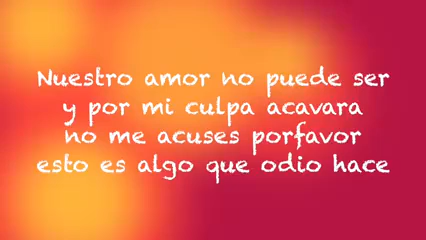 Nuestro amor no puede ser
y por mi culpa acavara
no me acuses porfavor
esto es algo que odio hace